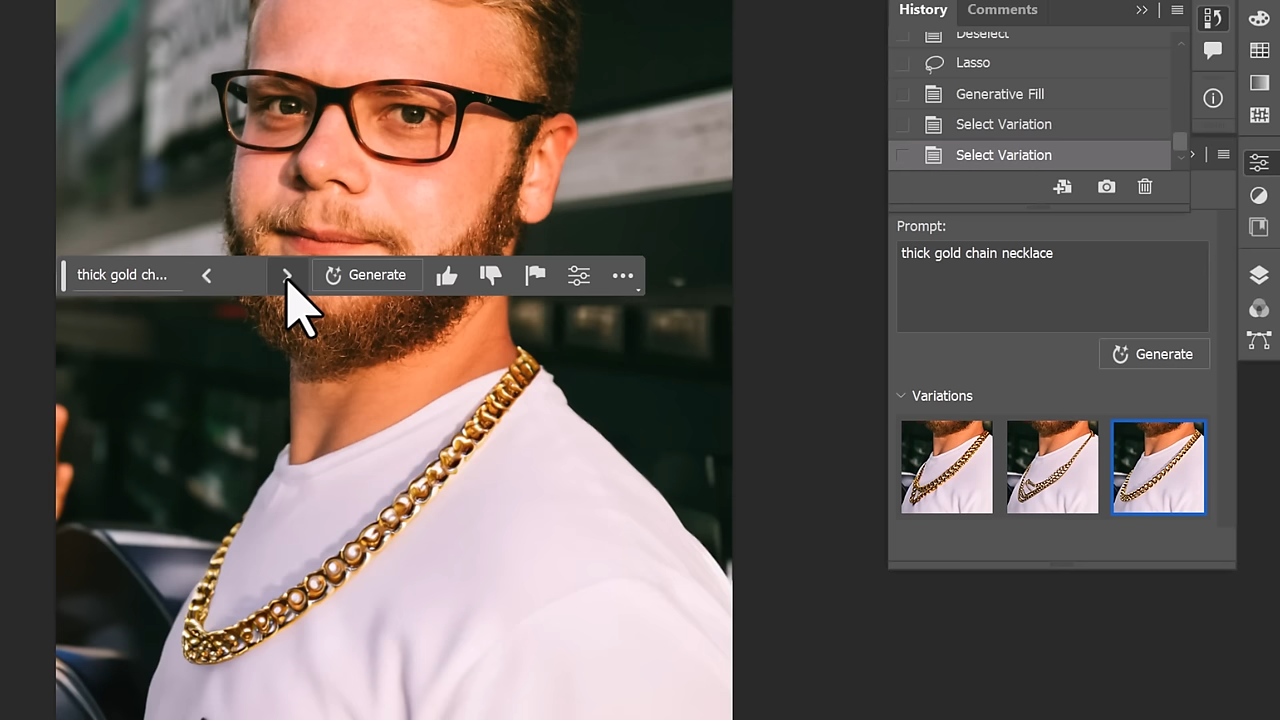 History
Comments
Deselect
Lasso
Generative Fill
Select Variation
Select Variation
Prompt:
thick gold chain necklace
thick gold ch...
Generate
Generate
Variations